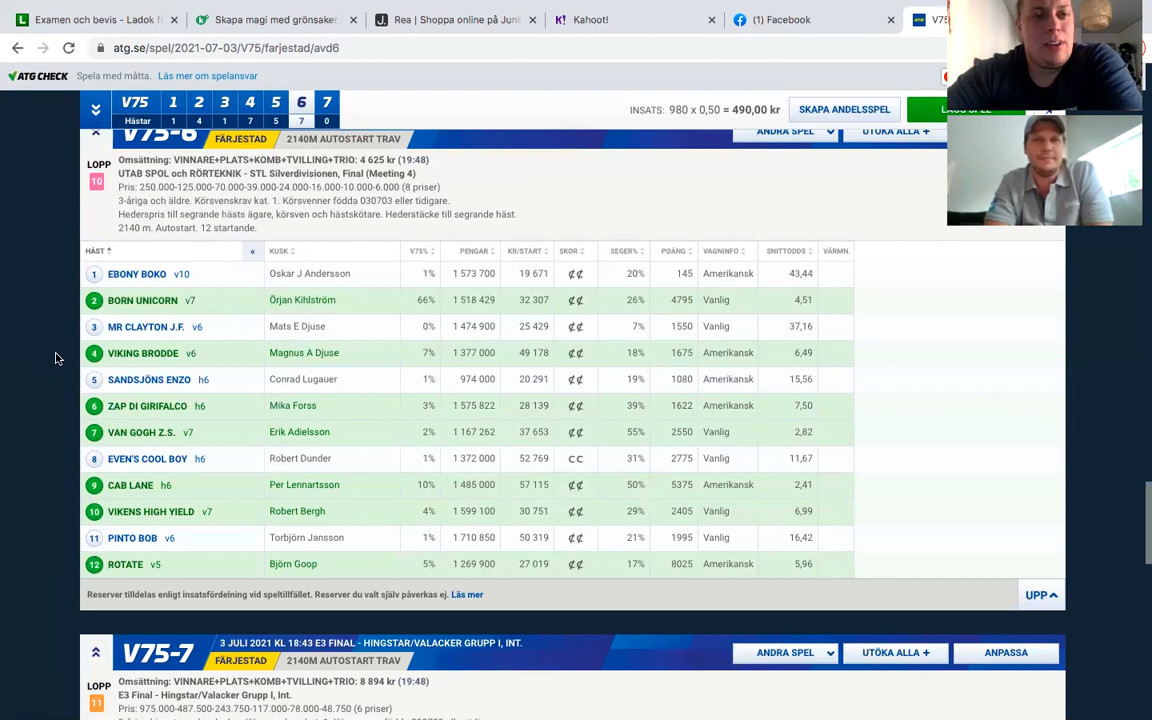 Examen och bevis - Ladok f
Skapa magi med grönsaker
Rea | Shoppa online på Junk
Kahoot!
(1) Facebook
V75
atg.se/spel/2021-07-03/V75/farjestad/avd6
ATG CHECK Spela med måtta. Läs mer om spelansvar
V75 1 2 3 4 5 6 7
Hästar 1 4 1 7 5 7 0
INSATS: 980 x 0,50 = 490,00 kr
SKAPA ANDELSSPEL
V75-6 FÄRJESTAD 2140M AUTOSTART TRAV ÄNDRA SPEL UTÖKA ALLA +
LOPP
10
Omsättning: VINNARE+PLATS+KOMB+TVILLING+TRIO: 4 625 kr (19:48)
UTAB SPOL och RÖRTEKNIK - STL Silverdivisionen, Final (Meeting 4)
Pris: 250.000-125.000-70.000-39.000-24.000-16.000-10.000-6.000 (8 priser)
3-åriga och äldre. Körsvenskrav kat. 1. Körsvenner födda 030703 eller tidigare.
Hederspris till segrande hästs ägare, körsven och hästskötare. Hederstäcke till segrande häst.
2140 m. Autostart. 12 startande.
HÄST « KUSK V75% PENGAR KR/START SKOR SEGER% POÄNG VAGNINFO SNITTODDS VÄRMN.
1 EBONY BOKO v10 Oskar J Andersson 1% 1 573 700 19 671 ȼȼ 20% 145 Amerikansk 43,44
2 BORN UNICORN v7 Örjan Kihlström 66% 1 518 429 32 307 ȼȼ 26% 4795 Vanlig 4,51
3 MR CLAYTON J.F. v6 Mats E Djuse 0% 1 474 900 25 429 ȼȼ 7% 1550 Vanlig 37,16
4 VIKING BRODDE v6 Magnus A Djuse 7% 1 377 000 49 178 ȼȼ 18% 1675 Amerikansk 6,49
5 SANDSJÖNS ENZO h6 Conrad Lugauer 1% 974 000 20 291 ȼȼ 19% 1080 Amerikansk 15,56
6 ZAP DI GIRIFALCO h6 Mika Forss 3% 1 575 822 28 139 ȼȼ 39% 1622 Amerikansk 7,50
7 VAN GOGH Z.S. v7 Erik Adielsson 2% 1 167 262 37 653 ȼȼ 55% 2550 Vanlig 2,82
8 EVEN'S COOL BOY h6 Robert Dunder 1% 1 372 000 52 769 CC 31% 2775 Vanlig 11,67
9 CAB LANE h6 Per Lennartsson 10% 1 485 000 57 115 ȼȼ 50% 5375 Amerikansk 2,41
10 VIKENS HIGH YIELD v7 Robert Bergh 4% 1 599 100 30 751 ȼȼ 29% 2405 Vanlig 6,99
11 PINTO BOB v6 Torbjörn Jansson 1% 1 710 850 50 319 ȼȼ 21% 1995 Vanlig 16,42
12 ROTATE v5 Björn Goop 5% 1 269 900 27 019 ȼȼ 17% 8025 Amerikansk 5,96
Reserver tilldelas enligt insatsfördelning vid speltillfället. Reserver du valt själv påverkas ej. Läs mer
UPP
V75-7 3 JULI 2021 KL 18:43 E3 FINAL - HINGSTAR/VALACKER GRUPP I, INT.
FÄRJESTAD 2140M AUTOSTART TRAV
ÄNDRA SPEL UTÖKA ALLA + ANPASSA
LOPP
11
Omsättning: VINNARE+PLATS+KOMB+TVILLING+TRIO: 8 894 kr (19:48)
E3 Final - Hingstar/Valacker Grupp I, Int.
Pris: 975.000-487.500-243.750-117.000-78.000-48.750 (6 priser)